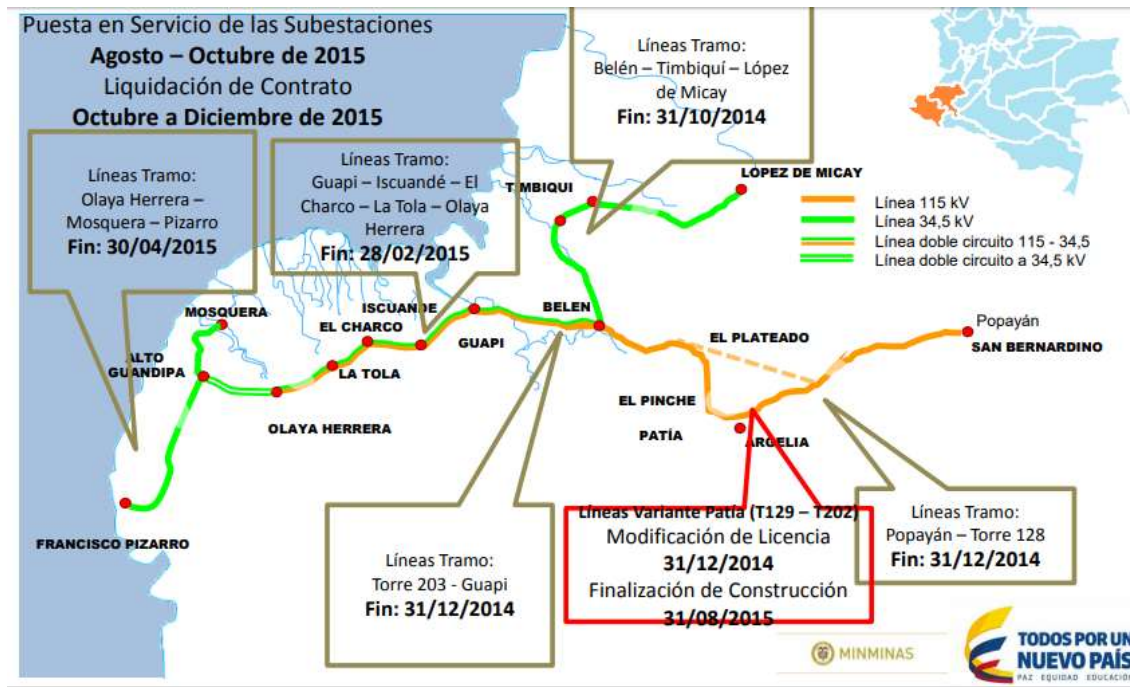 Puesta en Servicio de las Subestaciones
Agosto – Octubre de 2015
Liquidación de Contrato
Octubre a Diciembre de 2015
Líneas Tramo:
Belén – Timbiquí – López
de Micay
Fin: 31/10/2014
Líneas Tramo:
Olaya Herrera –
Mosquera – Pizarro
Fin: 30/04/2015
Líneas Tramo:
Guapi – Iscuandé – El
Charco – La Tola – Olaya
Herrera
Fin: 28/02/2015
TIMBIQUI
LÓPEZ DE MICAY
Línea 115 kV
Línea 34,5 kV
Línea doble circuito 115 - 34,5
Línea doble circuito a 34,5 kV
MOSQUERA
ISCUANDE
BELEN
EL CHARCO
GUAPI
EL PLATEADO
Popayán
SAN BERNARDINO
ALTO
GUANDIPA
LA TOLA
OLAYA HERRERA
EL PINCHE
PATÍA
ARGELIA
FRANCISCO PIZARRO
Líneas Tramo:
Torre 203 - Guapi
Fin: 31/12/2014
Líneas Variante Patía (T129 – T202)
Modificación de Licencia
31/12/2014
Finalización de Construcción
31/08/2015
Líneas Tramo:
Popayán – Torre 128
Fin: 31/12/2014
MINMINAS
TODOS POR UN
NUEVO PAÍS
PAZ EQUIDAD EDUCACIÓN